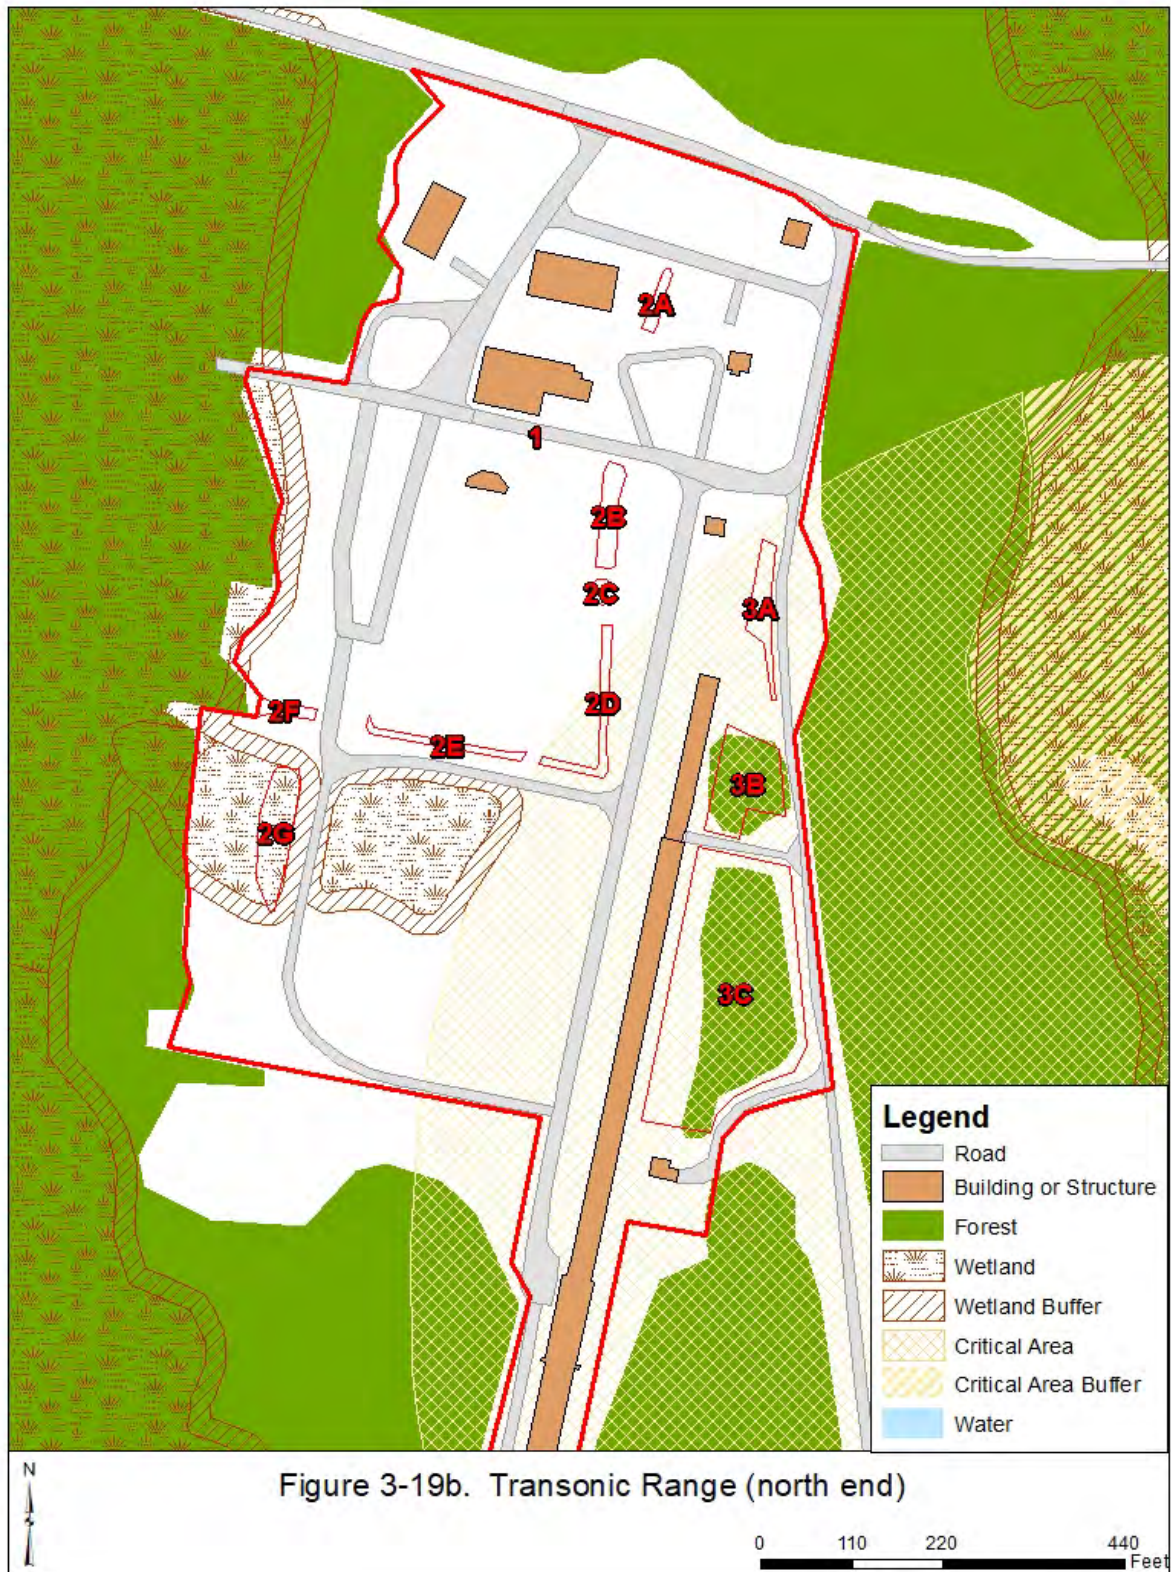 2A
1
2B
2C
3A
2D
2F
2E
3B
2G
3C
Legend
Road
Building or Structure
Forest
Wetland
Wetland Buffer
Critical Area
Critical Area Buffer
Water
N
Figure 3-19b. Transonic Range (north end)
0 110 220 440
Feet